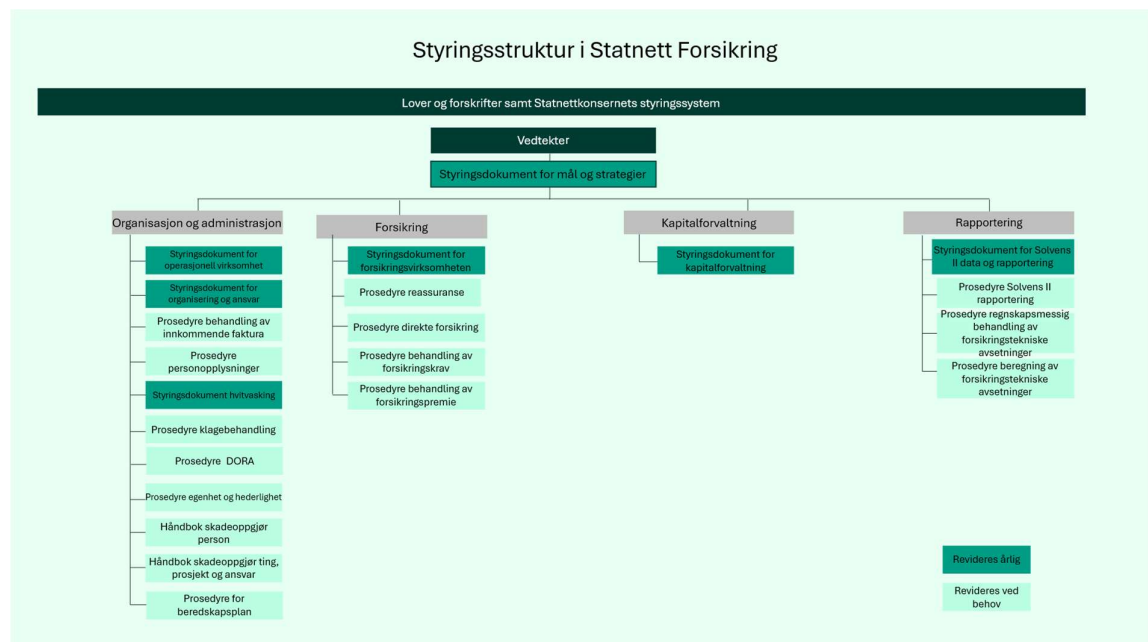 Styringsstruktur i Statnett Forsikring
Lover og forskrifter samt Statnettkonsernets styringssystem
Vedtekter
Styringsdokument for mål og strategier
Organisasjon og administrasjon
Styringsdokument for
operasjonell virksomhet
Styringsdokument for
organisering og ansvar
Prosedyre behandling av
innkommende faktura
Prosedyre
personopplysninger
Styringsdokument hvitvasking
Prosedyre klagebehandling
Prosedyre  DORA
Prosedyre egenhet og hederlighet
Håndbok skadeoppgjør
person
Håndbok skadeoppgjør ting,
prosjekt og ansvar
Prosedyre for
beredskapsplan
Forsikring
Styringsdokument for
forsikringsvirksomheten
Prosedyre reassuranse
Prosedyre direkte forsikring
Prosedyre behandling av
forsikringskrav
Prosedyre behandling av
forsikringspremie
Kapitalforvaltning
Styringsdokument for
kapitalforvaltning
Rapportering
Styringsdokument for Solvens
II data og rapportering
Prosedyre Solvens II
rapportering
Prosedyre regnskapsmessig
behandling av
forsikringstekniske
avsetninger
Prosedyre beregning av
forsikringstekniske
avsetninger
Revideres årlig
Revideres ved
behov